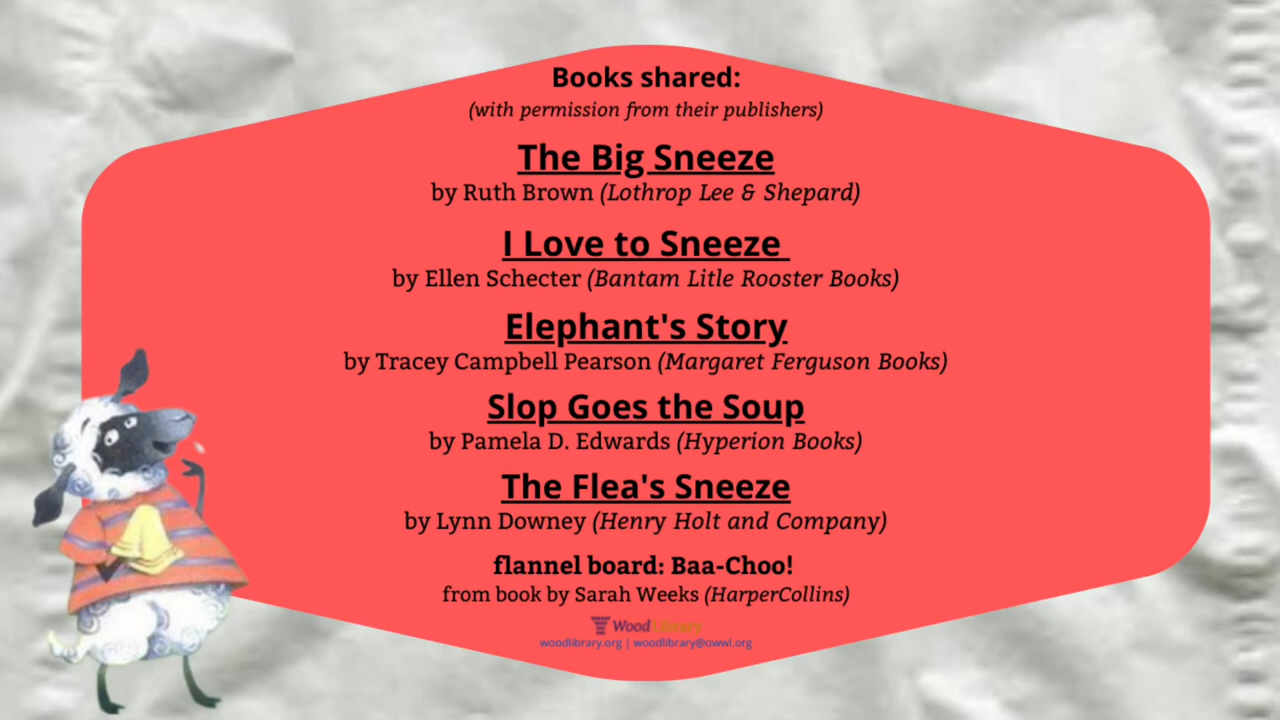 Books shared:
(with permission from their publishers)
The Big Sneeze
by Ruth Brown (Lothrop Lee & Shepard)
I Love to Sneeze
by Ellen Schecter (Bantam Litle Rooster Books)
Elephant's Story
by Tracey Campbell Pearson (Margaret Ferguson Books)
Slop Goes the Soup
by Pamela D. Edwards (Hyperion Books)
The Flea's Sneeze
by Lynn Downey (Henry Holt and Company)
flannel board: Baa-Choo!
from book by Sarah Weeks (HarperCollins)
Wood Library
woodlibrary.org | woodlibrary@owwl.org